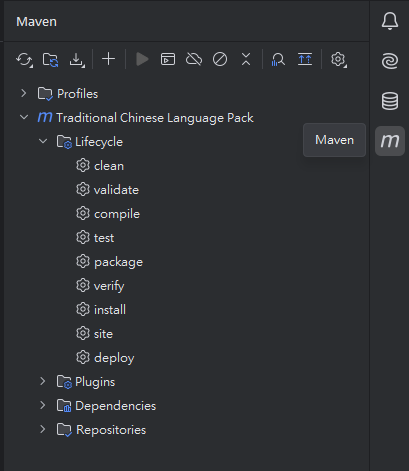 Maven
Profiles
m Traditional Chinese Language Pack
Lifecycle
Maven
m
clean
validate
compile
test
package
verify
install
site
deploy
Plugins
Dependencies
Repositories